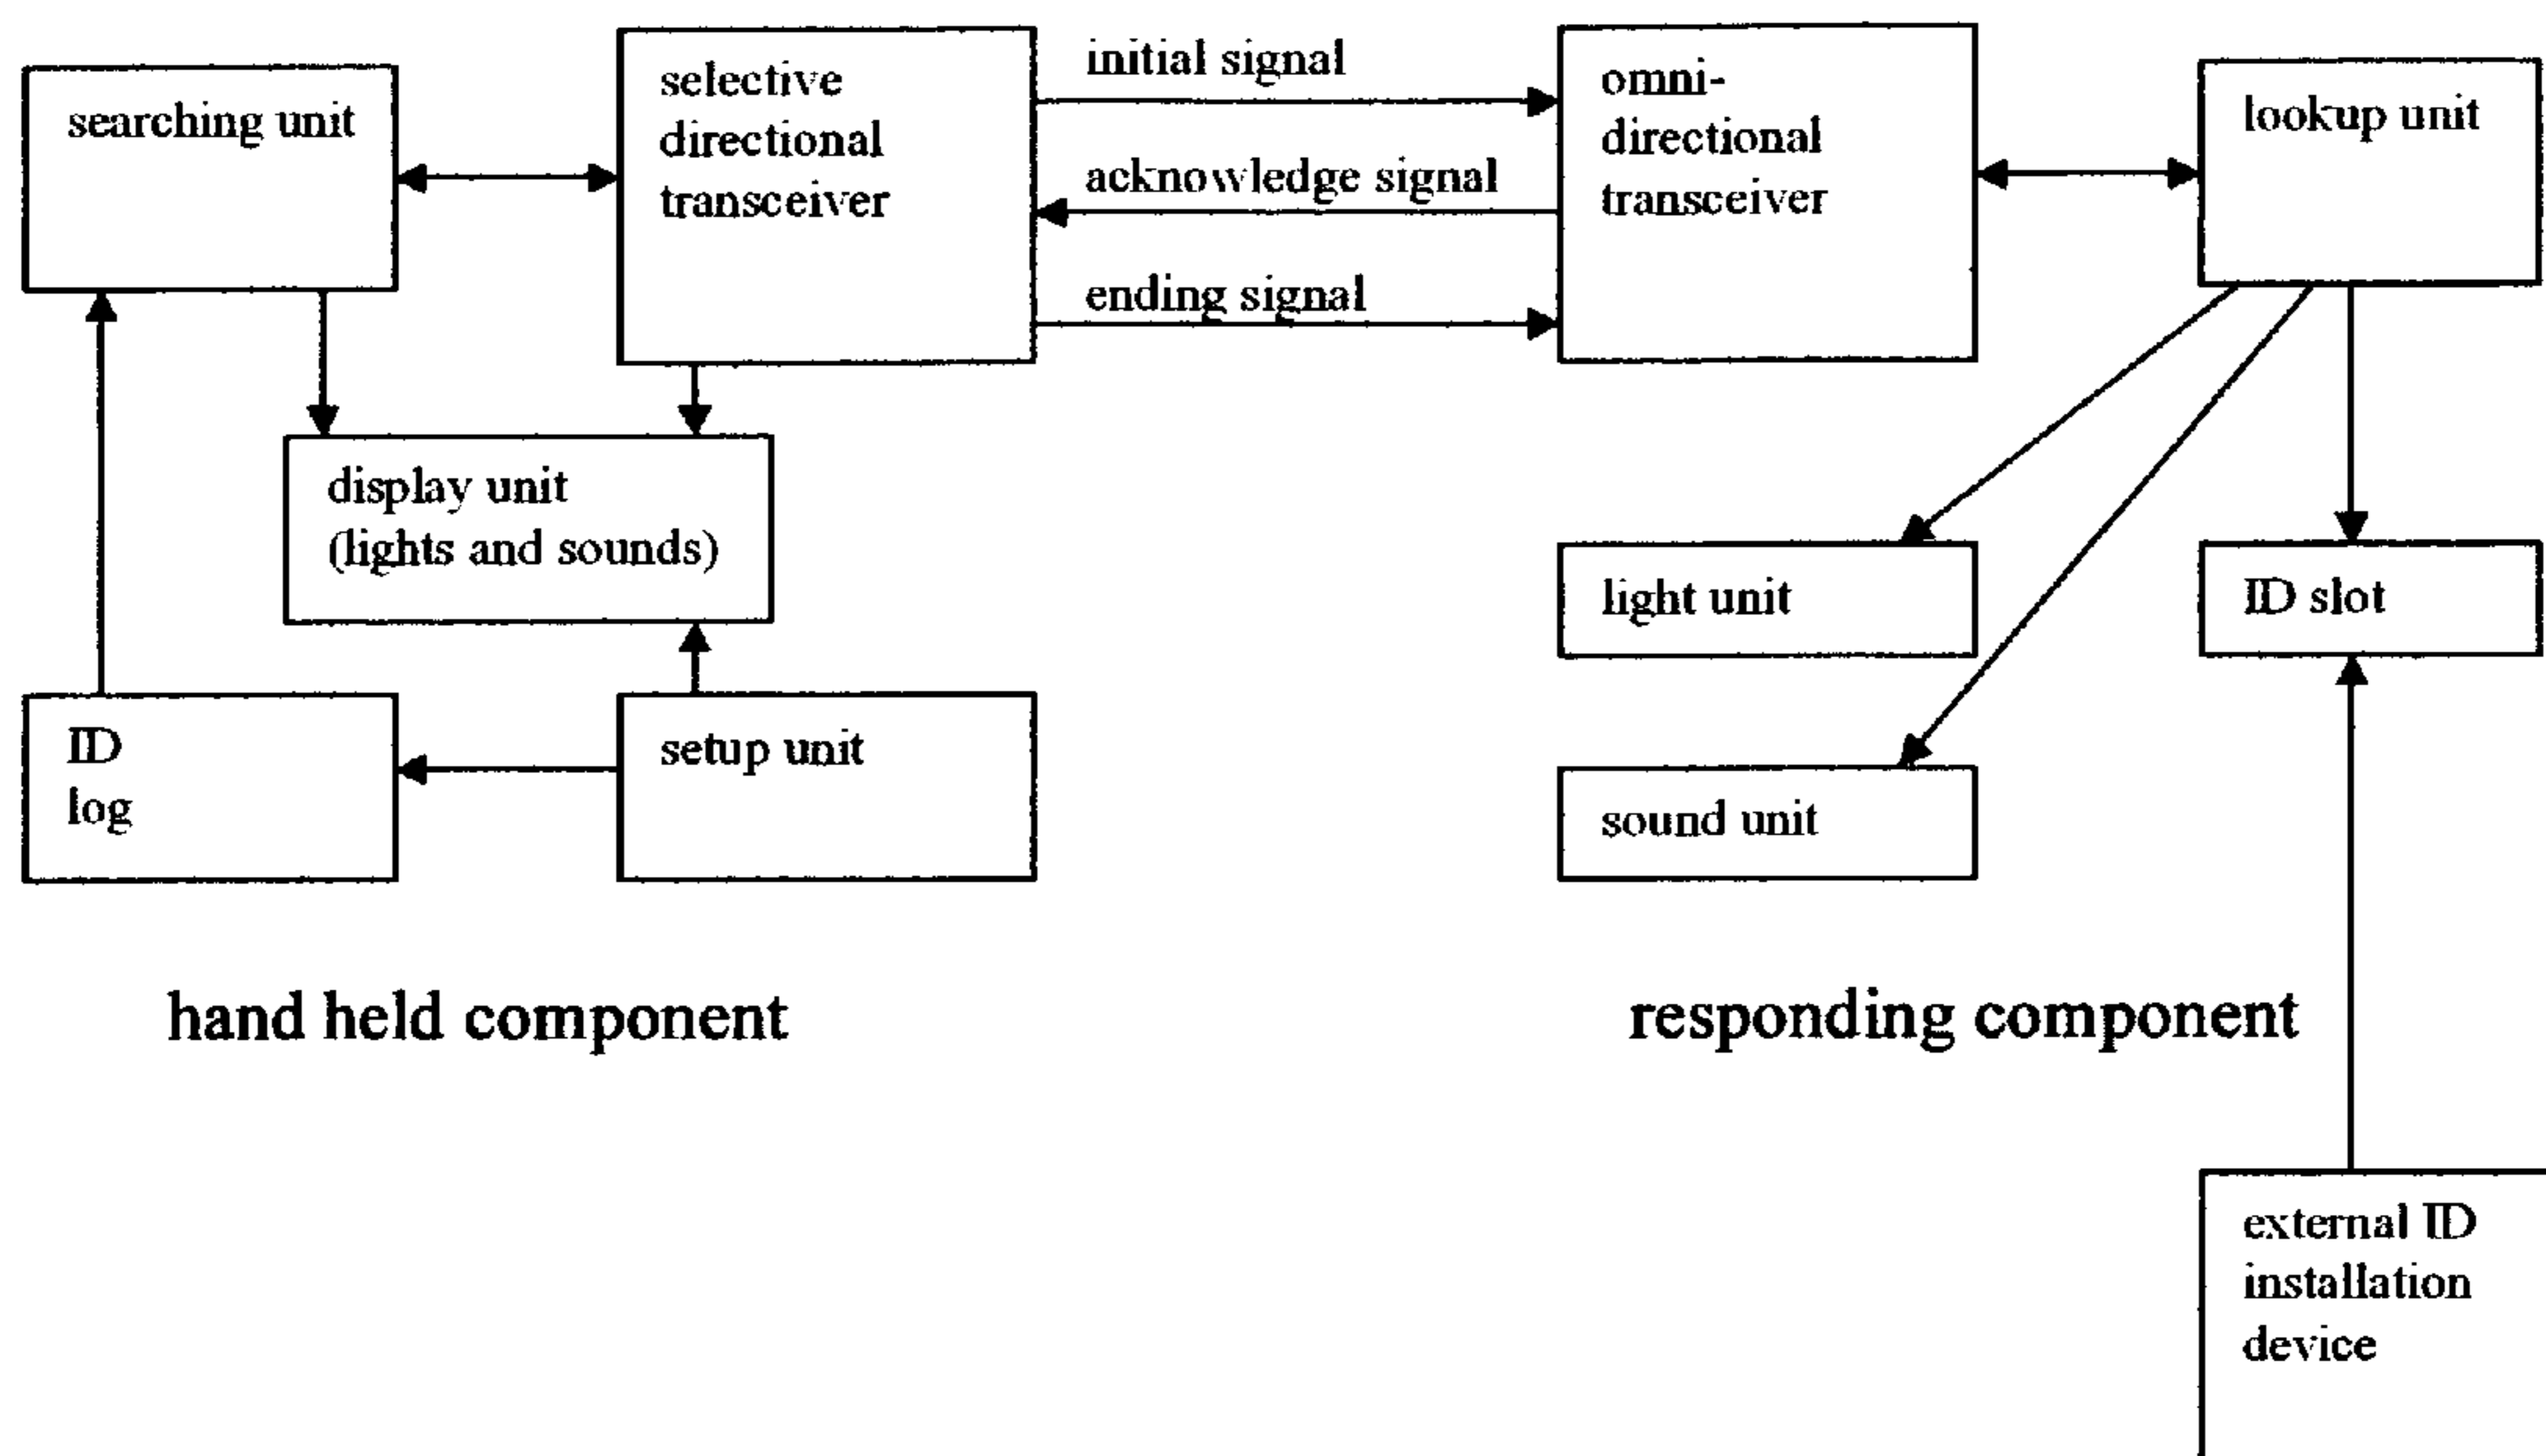 searching unit
selective
directional
transceiver
initial signal
acknowledge signal
ending signal
omni-
directional
transceiver
lookup unit
display unit
(lights and sounds)
light unit
ID slot
ID
log
setup unit
sound unit
hand held component
responding component
external ID
installation
device